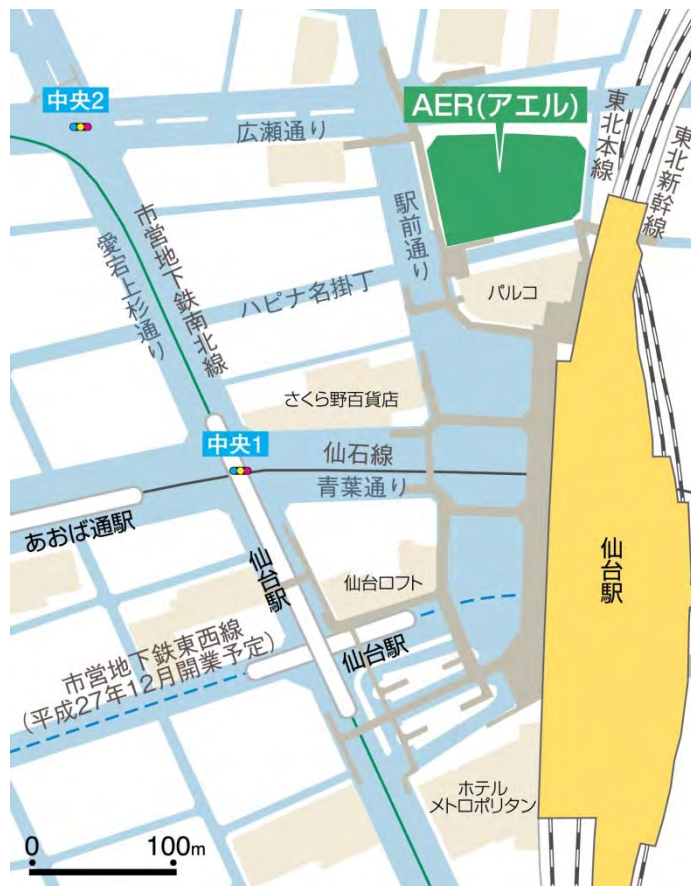 中央2
広瀬通り
AER(アエル)
東北本線
東北新幹線
駅前通り
市営地下鉄南北線
愛宕上杉通り
ハピナ名掛丁
パルコ
さくら野百貨店
中央1
仙石線
青葉通り
あおば通駅
仙台駅
仙台ロフト
仙台駅
仙台駅
市営地下鉄東西線
(平成27年12月開業予定)
ホテル
メトロポリタン
0 100m